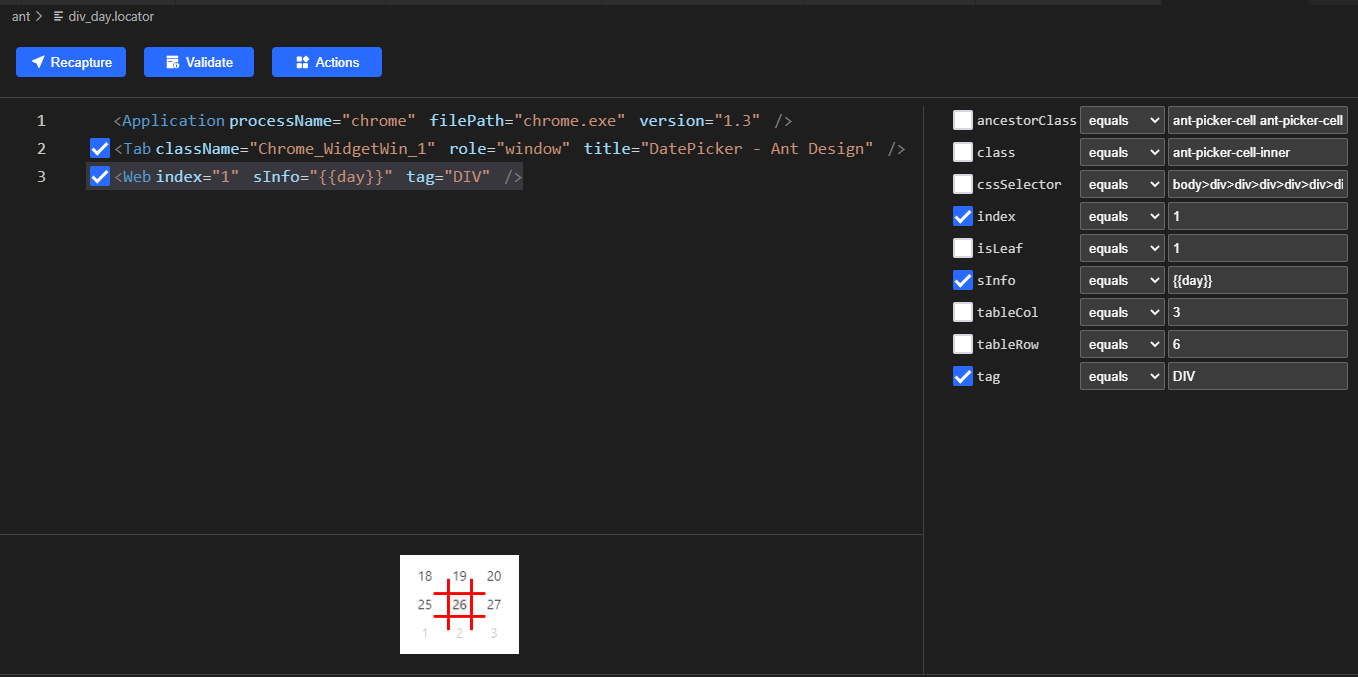 ant > div_day.locator
Recapture Validate Actions
1 <Application processName="chrome" filePath="chrome.exe" version="1.3" />
2 <Tab className="Chrome_WidgetWin_1" role="window" title="DatePicker - Ant Design" />
3 <Web index="1" sInfo="{{day}}" tag="DIV" />
ancestorClass equals ant-picker-cell ant-picker-cell
class equals ant-picker-cell-inner
cssSelector equals body>div>div>div>div>div>di
index equals 1
isLeaf equals 1
sInfo equals {{day}}
tableCol equals 3
tableRow equals 6
tag equals DIV
18 19 20
25 26 27
1 2 3